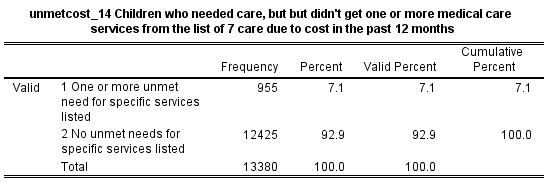 unmetcost_14 Children who needed care, but but didn't get one or more medical care
services from the list of 7 care due to cost in the past 12 months
Frequency Percent Valid Percent Cumulative Percent
Valid 1 One or more unmet need for specific services listed 955 7.1 7.1 7.1
2 No unmet needs for specific services listed 12425 92.9 92.9 100.0
Total 13380 100.0 100.0